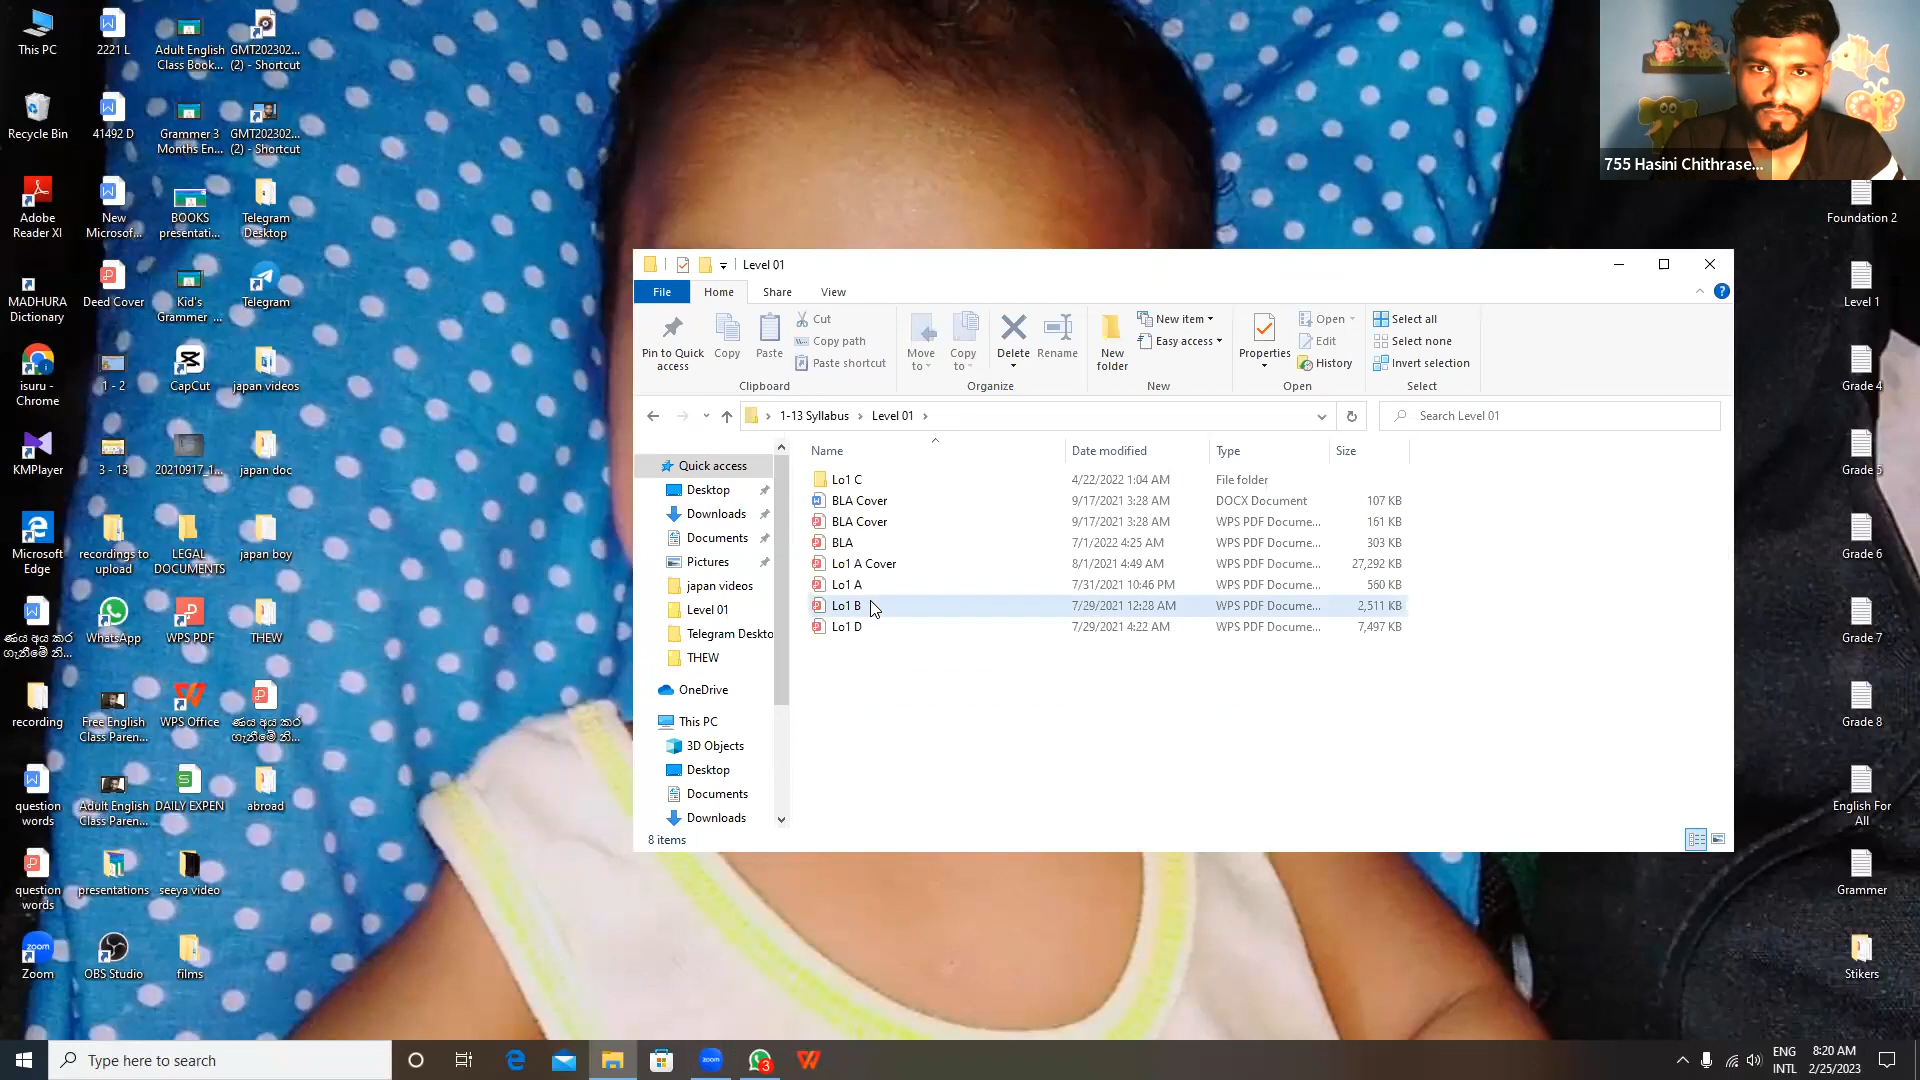 This PC
2221 L
Adult English
Class Book...
GMT202302...
(2) - Shortcut
Recycle Bin
41492 D
Grammer 3
Months En...
GMT202302...
(2) - Shortcut
Adobe
Reader XI
New
Microsof...
BOOKS
presentati...
Telegram
Desktop
MADHURA
Dictionary
Deed Cover
Kid's
Grammer ...
Telegram
isuru -
Chrome
1 - 2
CapCut
japan videos
KMPlayer
3 - 13
20210917_1...
japan doc
Microsoft
Edge
recordings to
upload
LEGAL
DOCUMENTS
japan boy
ණය අය කර
ගැනීමේ නි...
WhatsApp
WPS PDF
THEW
recording
Free English
Class Paren...
WPS Office
ණය අය කර
ගැනීමේ නි...
question
words
Adult English
Class Paren...
DAILY EXPEN
abroad
question
words
presentations
seeya video
zoom
Zoom
OBS Studio
films
755 Hasini Chithrase...
Foundation 2
Level 1
Grade 4
Grade 5
Grade 6
Grade 7
Grade 8
English For
All
Grammer
Stikers
Level 01
File Home Share View
Pin to Quick
access
Copy
Paste
Cut
Copy path
Paste shortcut
Clipboard
Move
to
Copy
to
Delete
Rename
Organize
New
folder
New item
Easy access
New
Properties
Open
Edit
History
Open
Select all
Select none
Invert selection
Select
1-13 Syllabus > Level 01 >
Search Level 01
Quick access
Desktop
Downloads
Documents
Pictures
japan videos
Level 01
Telegram Deskto
THEW
OneDrive
This PC
3D Objects
Desktop
Documents
Downloads
Name Date modified Type Size
Lo1 C 4/22/2022 1:04 AM File folder
BLA Cover 9/17/2021 3:28 AM DOCX Document 107 KB
BLA Cover 9/17/2021 3:28 AM WPS PDF Docume... 161 KB
BLA 7/1/2022 4:25 AM WPS PDF Docume... 303 KB
Lo1 A Cover 8/1/2021 4:49 AM WPS PDF Docume... 27,292 KB
Lo1 A 7/31/2021 10:46 PM WPS PDF Docume... 560 KB
Lo1 B 7/29/2021 12:28 AM WPS PDF Docume... 2,511 KB
Lo1 D 7/29/2021 4:22 AM WPS PDF Docume... 7,497 KB
8 items
Type here to search
zoom
3
ENG
INTL
8:20 AM
2/25/2023